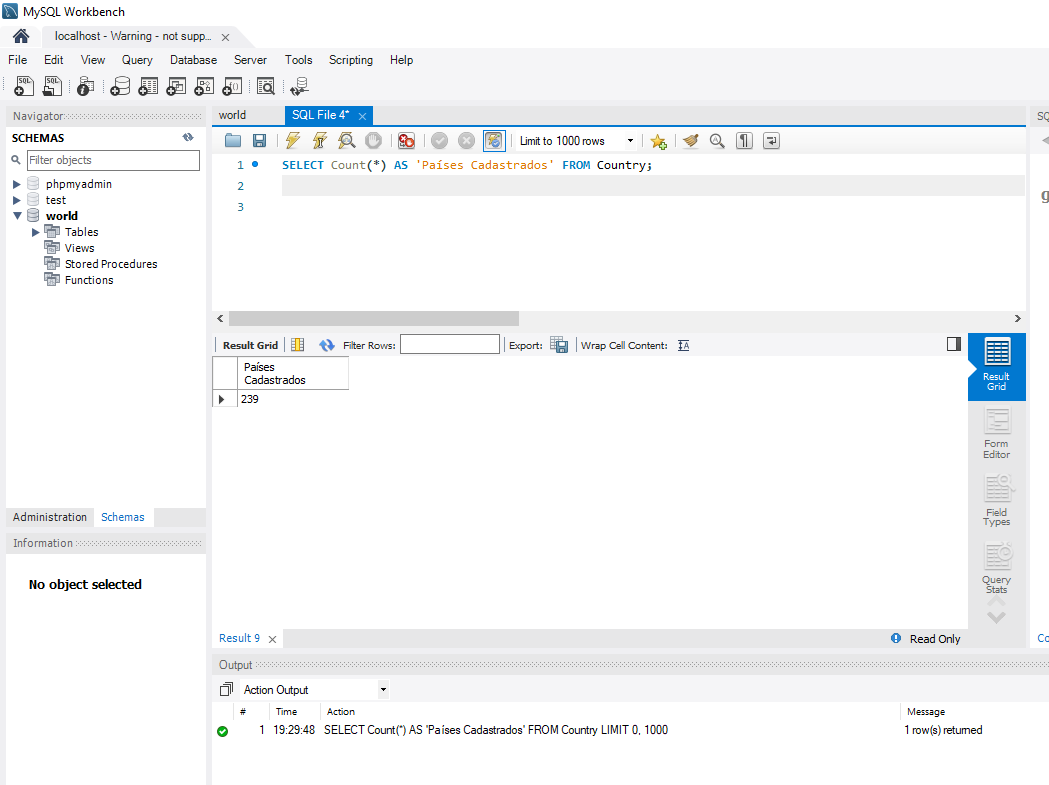 MySQL Workbench
localhost - Warning - not supp...
File Edit View Query Database Server Tools Scripting Help
Navigator
SCHEMAS
Filter objects
phpmyadmin
test
world
Tables
Views
Stored Procedures
Functions
Administration Schemas
Information
No object selected
world SQL File 4*
Limit to 1000 rows
1 SELECT Count(*) AS 'Países Cadastrados' FROM Country;
2
3
Result Grid Filter Rows: Export: Wrap Cell Content:
Países
Cadastrados
239
Result
Grid
Form
Editor
Field
Types
Query
Stats
Result 9 Read Only
Output
Action Output
# Time Action Message
1 19:29:48 SELECT Count(*) AS 'Países Cadastrados' FROM Country LIMIT 0, 1000 1 row(s) returned
SQ
g
Co